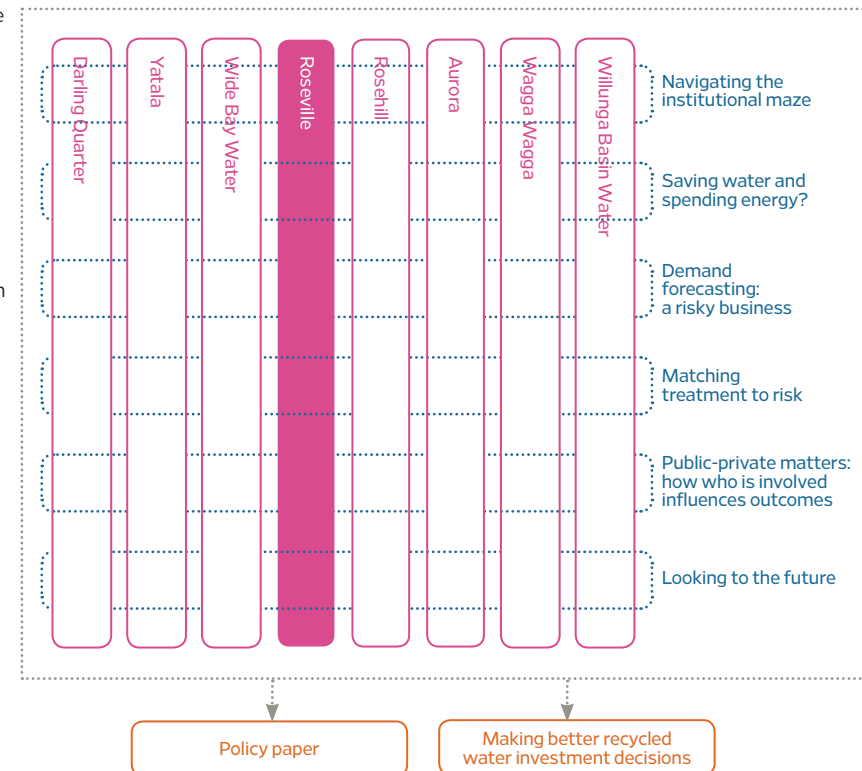 e
n
Darling Quarter
Yatala
Wide Bay Water
Roseville
Rosehill
Aurora
Wagga Wagga
Willunga Basin Water
Navigating the
institutional maze
Saving water and
spending energy?
Demand
forecasting:
a risky business
Matching
treatment to risk
Public-private matters:
how who is involved
influences outcomes
Looking to the future
Policy paper
Making better recycled
water investment decisions